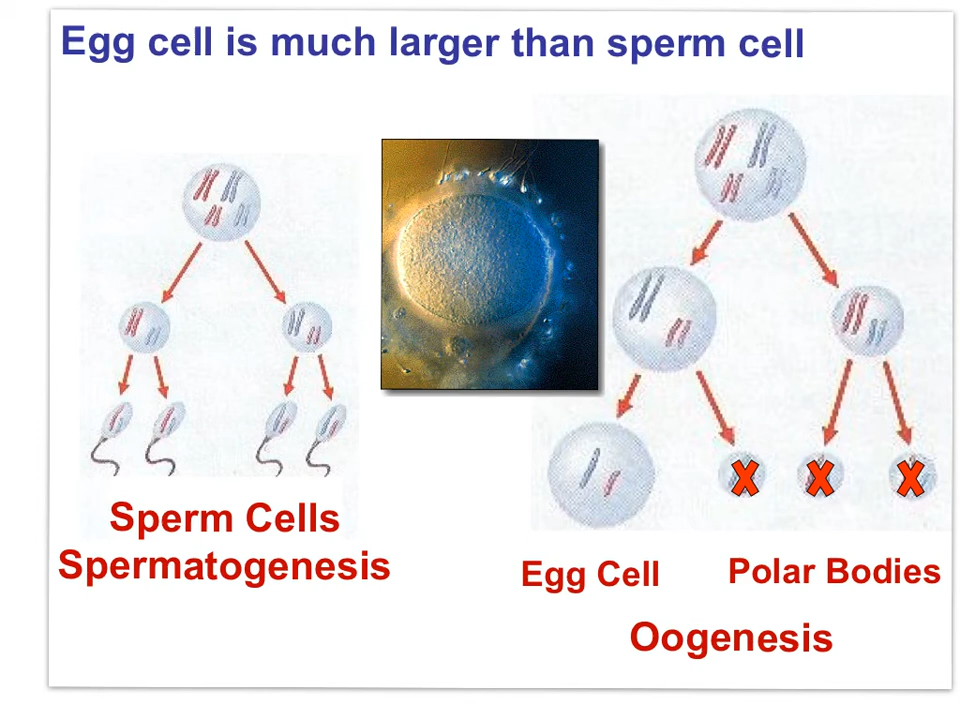 Egg cell is much larger than sperm cell
Sperm Cells
Spermatogenesis
Egg Cell
Polar Bodies
Oogenesis